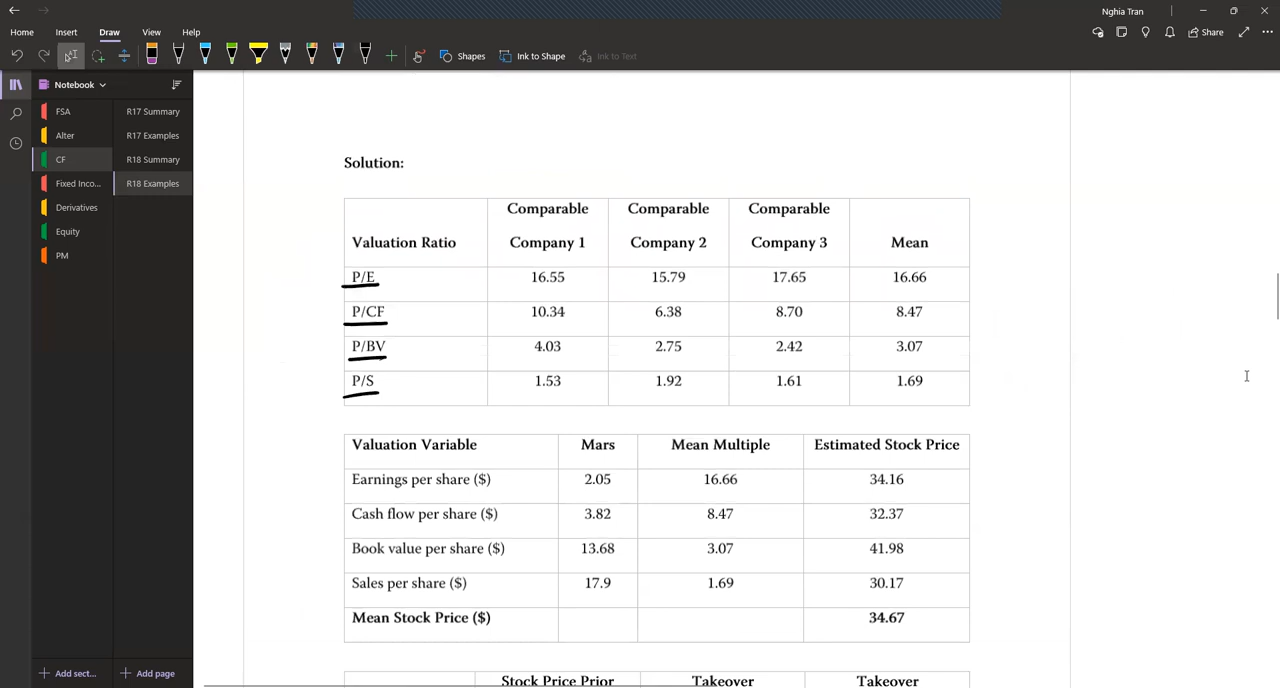 Nghia Tran
Home Insert Draw View Help
Share
Shapes Ink to Shape Ink to Text
Notebook
FSA R17 Summary
Alter R17 Examples
CF R18 Summary
Fixed Inco... R18 Examples
Derivatives
Equity
PM
Solution:
Comparable Comparable Comparable
Valuation Ratio Company 1 Company 2 Company 3 Mean
P/E 16.55 15.79 17.65 16.66
P/CF 10.34 6.38 8.70 8.47
P/BV 4.03 2.75 2.42 3.07
P/S 1.53 1.92 1.61 1.69
Valuation Variable Mars Mean Multiple Estimated Stock Price
Earnings per share ($) 2.05 16.66 34.16
Cash flow per share ($) 3.82 8.47 32.37
Book value per share ($) 13.68 3.07 41.98
Sales per share ($) 17.9 1.69 30.17
Mean Stock Price ($) 34.67
Stock Price Prior Takeover Takeover
Add sect... Add page